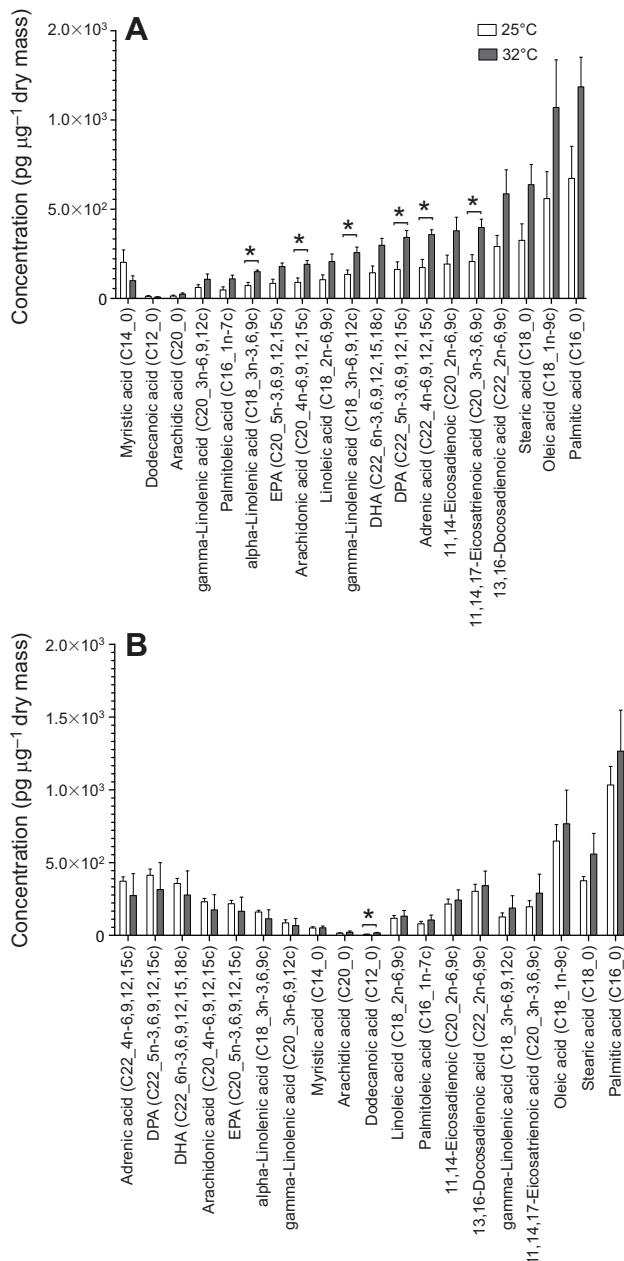 A
25°C
32°C
Concentration (pg µg⁻¹ dry mass)
2.0×10³
1.0×10³
5.0×10²
0
Myristic acid (C14_0)
Dodecanoic acid (C12_0)
Arachidic acid (C20_0)
gamma-Linolenic acid (C20_3n-6,9,12c)
Palmitoleic acid (C16_1n-7c)
alpha-Linolenic acid (C18_3n-3,6,9c)
EPA (C20_5n-3,6,9,12,15c)
Arachidonic acid (C20_4n-6,9,12,15c)
Linoleic acid (C18_2n-6,9c)
gamma-Linolenic acid (C18_3n-6,9,12c)
DHA (C22_6n-3,6,9,12,15,18c)
DPA (C22_5n-3,6,9,12,15c)
Adrenic acid (C22_4n-6,9,12,15c)
11,14-Eicosadienoic (C20_2n-6,9c)
11,14,17-Eicosatrienoic acid (C20_3n-3,6,9c)
13,16-Docosadienoic acid (C22_2n-6,9c)
Stearic acid (C18_0)
Oleic acid (C18_1n-9c)
Palmitic acid (C16_0)
* * * * * *
B
Concentration (pg µg⁻¹ dry mass)
2.0×10³
1.5×10³
1.0×10³
5.0×10²
0
*
Adrenic acid (C22_4n-6,9,12,15c)
DPA (C22_5n-3,6,9,12,15c)
DHA (C22_6n-3,6,9,12,15,18c)
Arachidonic acid (C20_4n-6,9,12,15c)
EPA (C20_5n-3,6,9,12,15c)
alpha-Linolenic acid (C18_3n-3,6,9c)
gamma-Linolenic acid (C20_3n-6,9,12c)
Myristic acid (C14_0)
Arachidic acid (C20_0)
Dodecanoic acid (C12_0)
Linoleic acid (C18_2n-6,9c)
Palmitoleic acid (C16_1n-7c)
11,14-Eicosadienoic (C20_2n-6,9c)
13,16-Docosadienoic acid (C22_2n-6,9c)
gamma-Linolenic acid (C18_3n-6,9,12c)
11,14,17-Eicosatrienoic acid (C20_3n-3,6,9c)
Oleic acid (C18_1n-9c)
Stearic acid (C18_0)
Palmitic acid (C16_0)